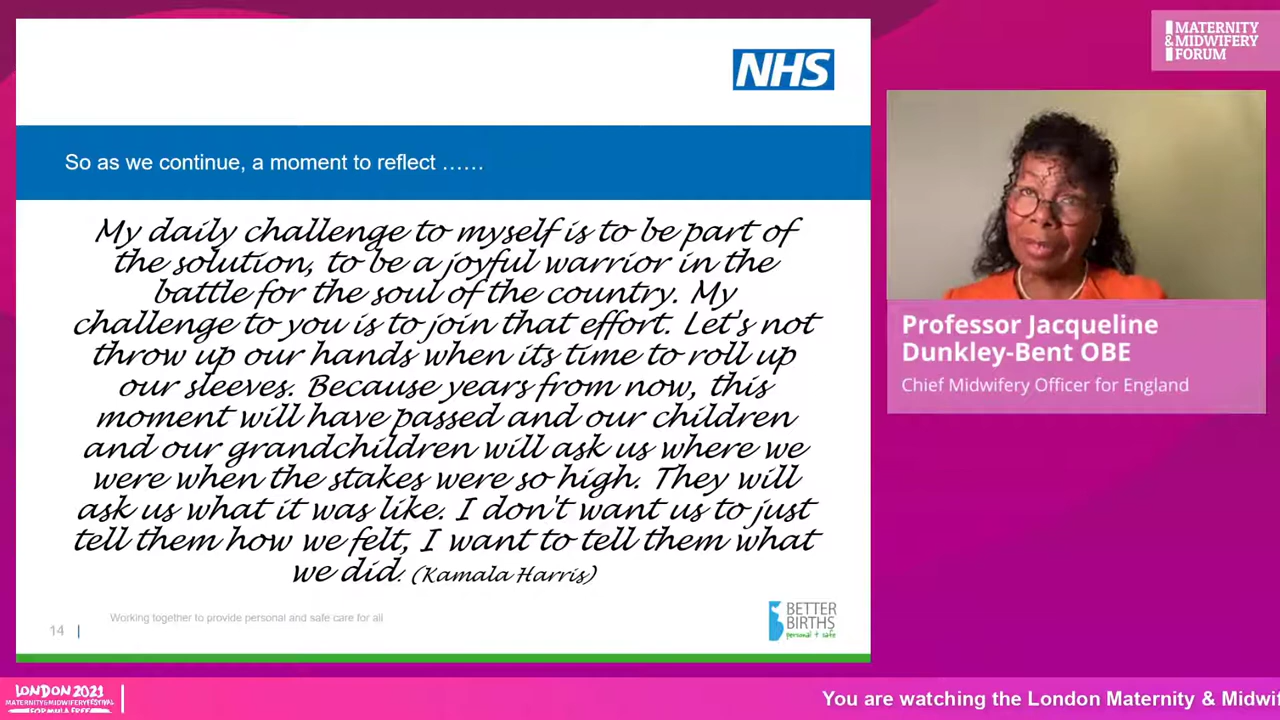 MATERNITY
&MIDWIFERY
FORUM
NHS
So as we continue, a moment to reflect ……
My daily challenge to myself is to be part of
the solution, to be a joyful warrior in the
battle for the soul of the country. My
challenge to you is to join that effort. Let's not
throw up our hands when its time to roll up
our sleeves. Because years from now, this
moment will have passed and our children
and our grandchildren will ask us where we
were when the stakes were so high. They will
ask us what it was like. I don't want us to just
tell them how we felt, I want to tell them what
we did. (Kamala Harris)
Professor Jacqueline
Dunkley-Bent OBE
Chief Midwifery Officer for England
Working together to provide personal and safe care for all
14
BETTER
BIRTHS
personal + safe
LONDON 2021
MATERNITY&MIDWIFERY FESTIVAL
FORMULA FREE
You are watching the London Maternity & Midwif